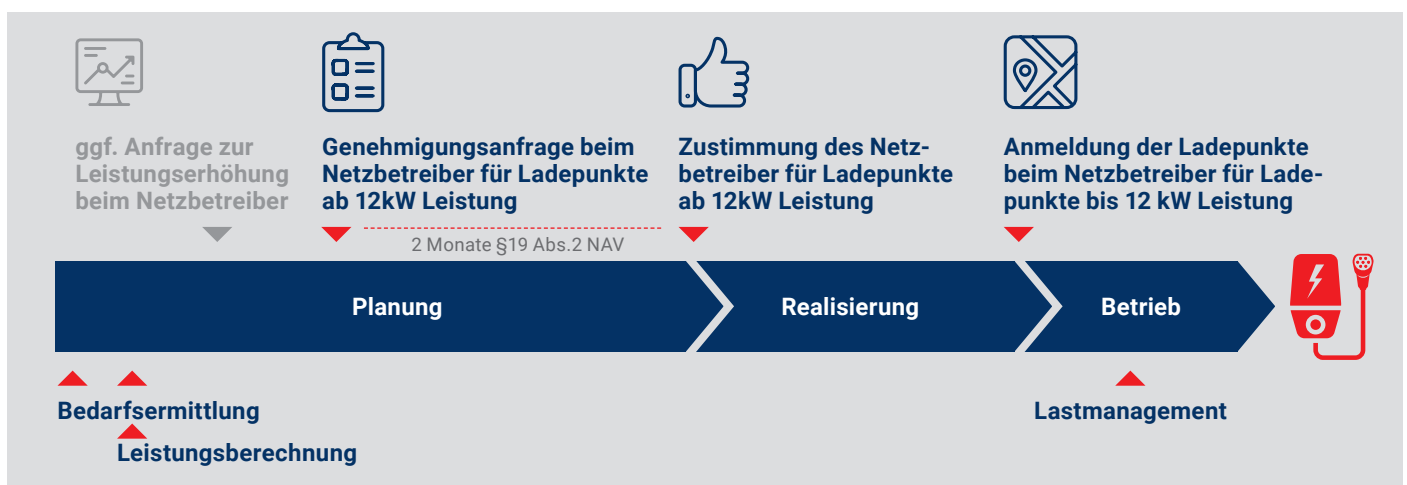 ggf. Anfrage zur
Leistungserhöhung
beim Netzbetreiber
Genehmigungsanfrage beim
Netzbetreiber für Ladepunkte
ab 12kW Leistung
Zustimmung des Netz-
betreiber für Ladepunkte
ab 12kW Leistung
Anmeldung der Ladepunkte
beim Netzbetreiber für Lade-
punkte bis 12 kW Leistung
2 Monate §19 Abs.2 NAV
Planung
Realisierung
Betrieb
Bedarfsermittlung
Leistungsberechnung
Lastmanagement